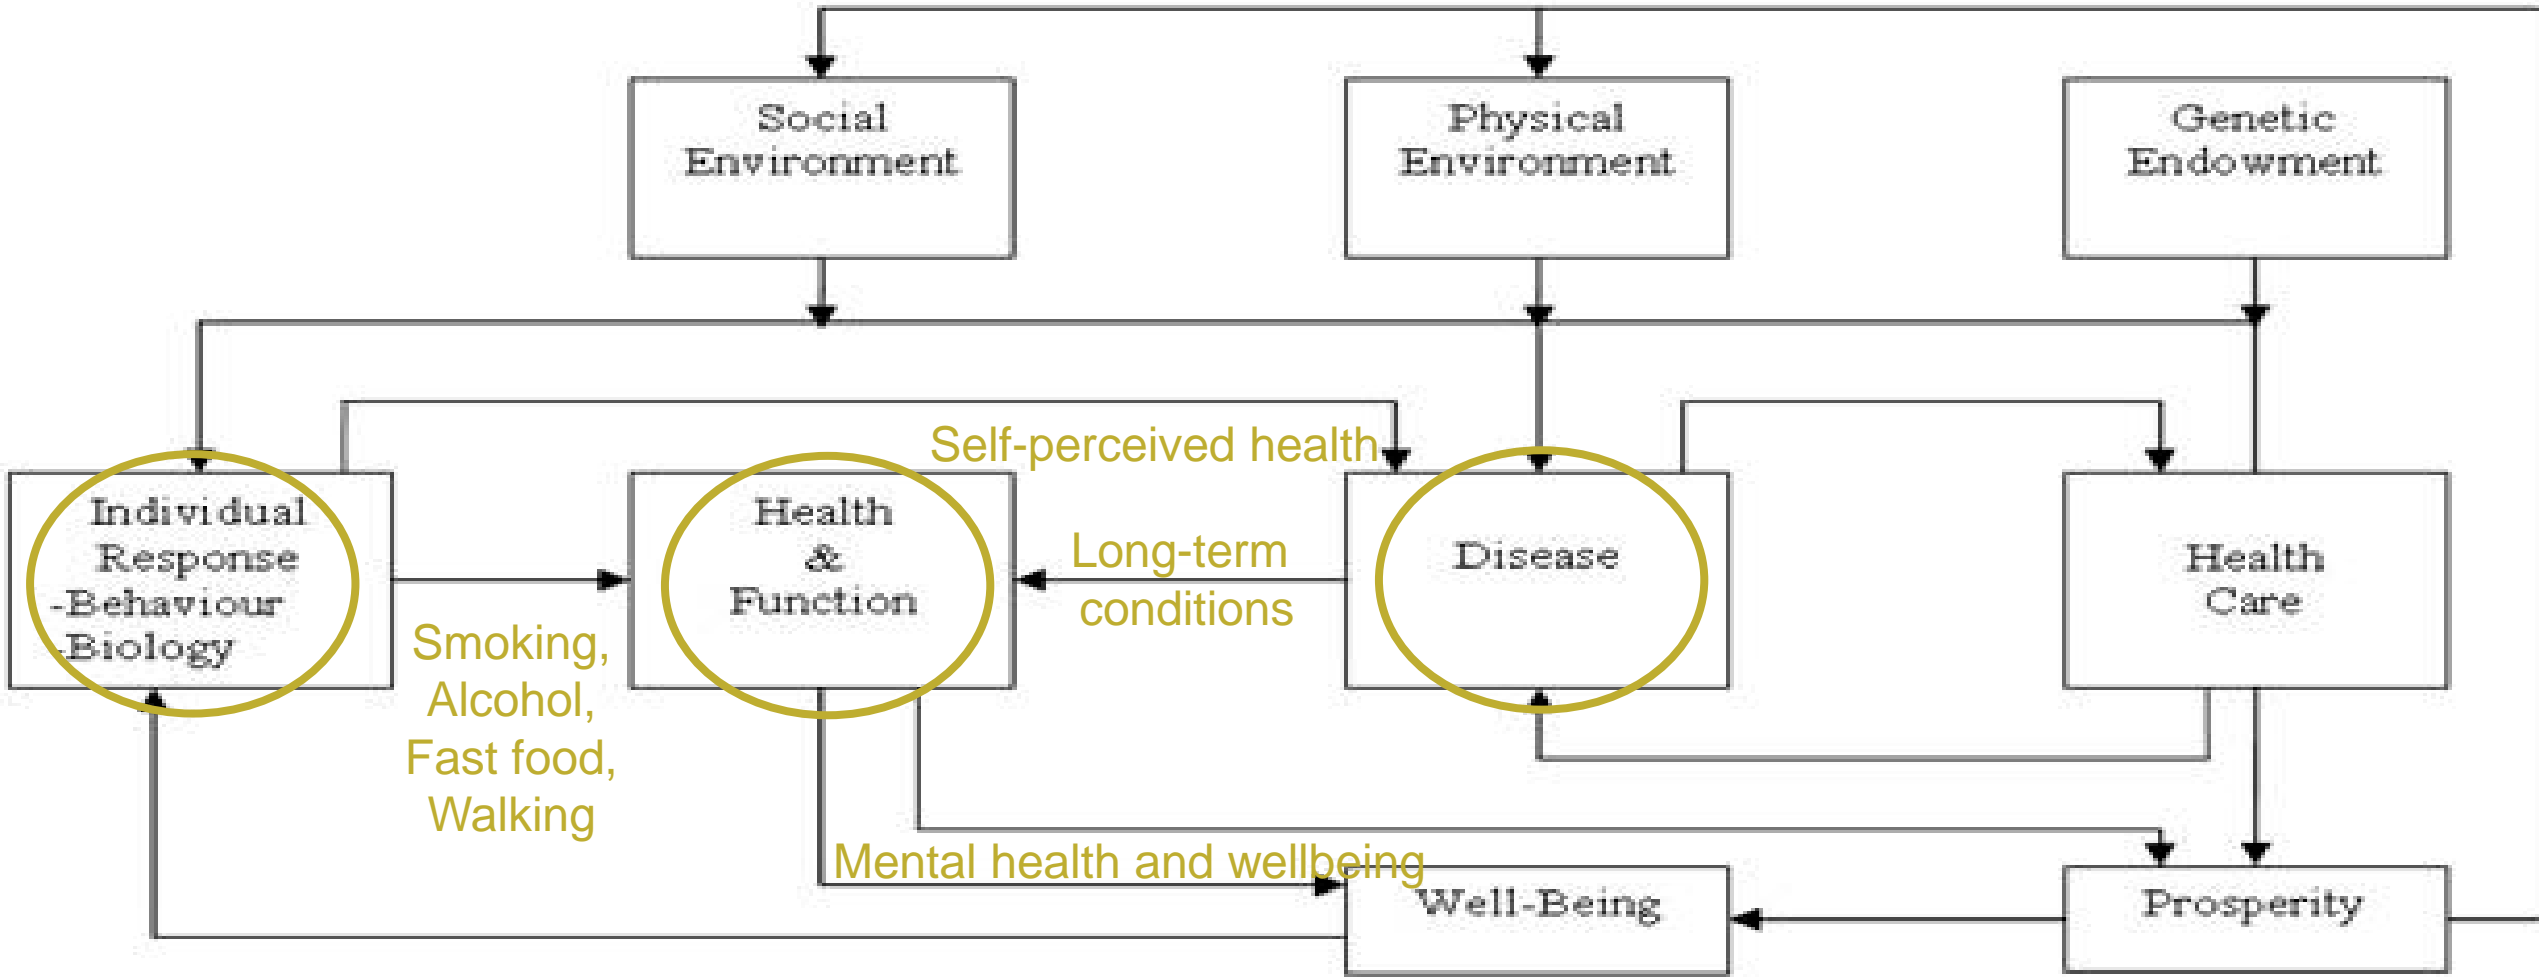 Social
Environment
Physical
Environment
Genetic
Endowment
Self-perceived health
Individual
Response
-Behaviour
-Biology
Health
&
Function
Long-term
conditions
Disease
Health
Care
Smoking,
Alcohol,
Fast food,
Walking
Mental health and wellbeing
Well-Being
Prosperity